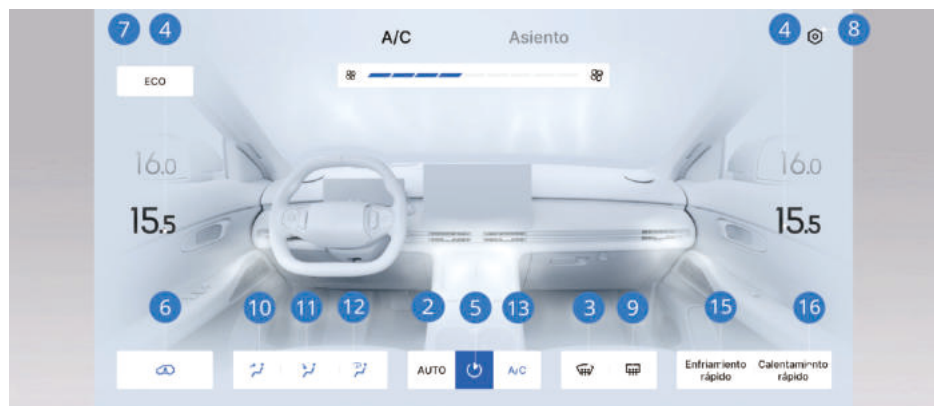 7 4 4 8
A/C Asiento
ECO
16.0 16.0
15.5 15.5
6 10 11 12 2 5 13 3 9 15 16
AUTO A/C Enfriamiento Calentamiento
rápido rápido